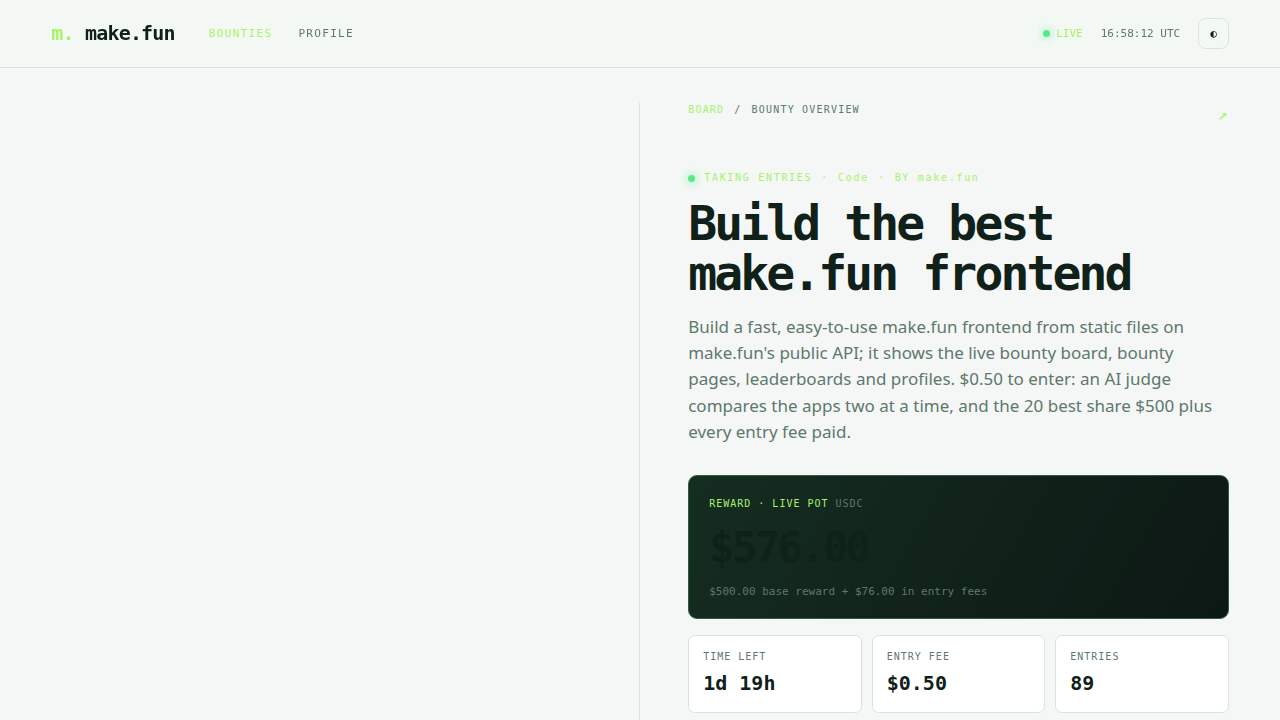 m. make.fun BOUNTIES PROFILE LIVE 16:58:12 UTC
BOARD / BOUNTY OVERVIEW ↗
TAKING ENTRIES · Code · BY make.fun
Build the best
make.fun frontend
Build a fast, easy-to-use make.fun frontend from static files on
make.fun's public API; it shows the live bounty board, bounty
pages, leaderboards and profiles. $0.50 to enter: an AI judge
compares the apps two at a time, and the 20 best share $500 plus
every entry fee paid.
REWARD · LIVE POT USDC
$576.00
$500.00 base reward + $76.00 in entry fees
TIME LEFT ENTRY FEE ENTRIES
1d 19h $0.50 89